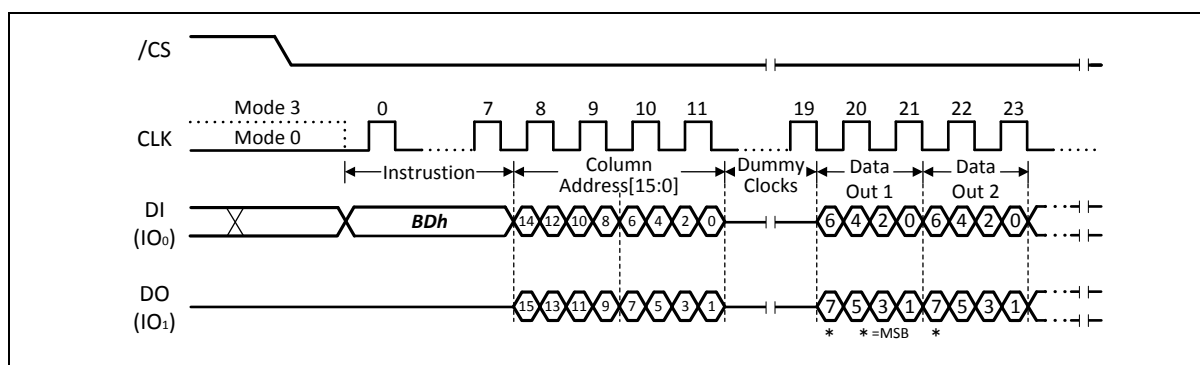 /CS
Mode 3 0 7 8 9 10 11 19 20 21 22 23
CLK Mode 0
Instrustion Column Dummy Data Data
Address[15:0] Clocks Out 1 Out 2
DI BDh 14 12 10 8 6 4 2 0 6 4 2 0 6 4 2 0
(IO₀)
DO 15 13 11 9 7 5 3 1 7 5 3 1 7 5 3 1
(IO₁)
* * =MSB *